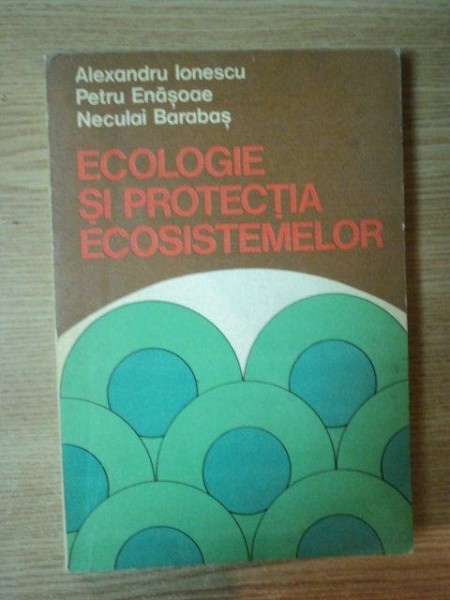 Alexandru Ionescu
Petru Enășoae
Neculai Barabaș
ECOLOGIE
ȘI PROTECȚIA
ECOSISTEMELOR